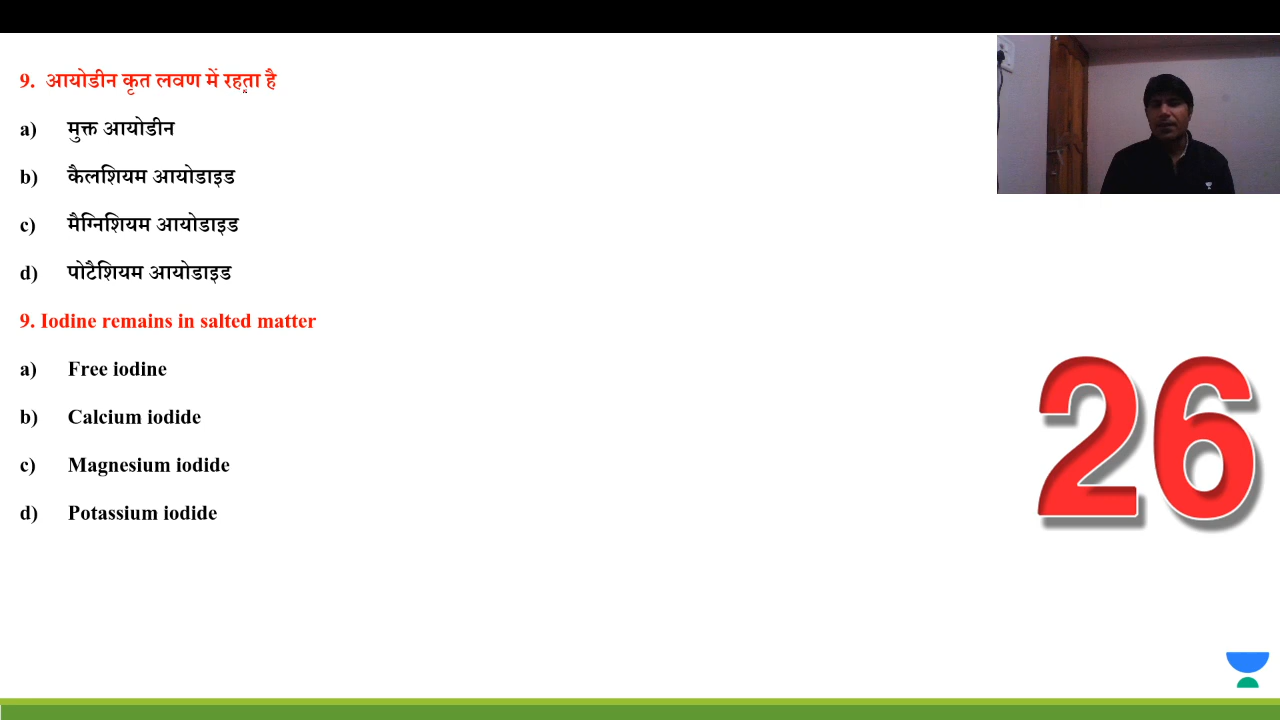 9. आयोडीन कृत लवण में रहता है
a) मुक्त आयोडीन
b) कैलशियम आयोडाइड
c) मैग्निशियम आयोडाइड
d) पोटैशियम आयोडाइड
9. Iodine remains in salted matter
a) Free iodine
b) Calcium iodide
c) Magnesium iodide
d) Potassium iodide
26